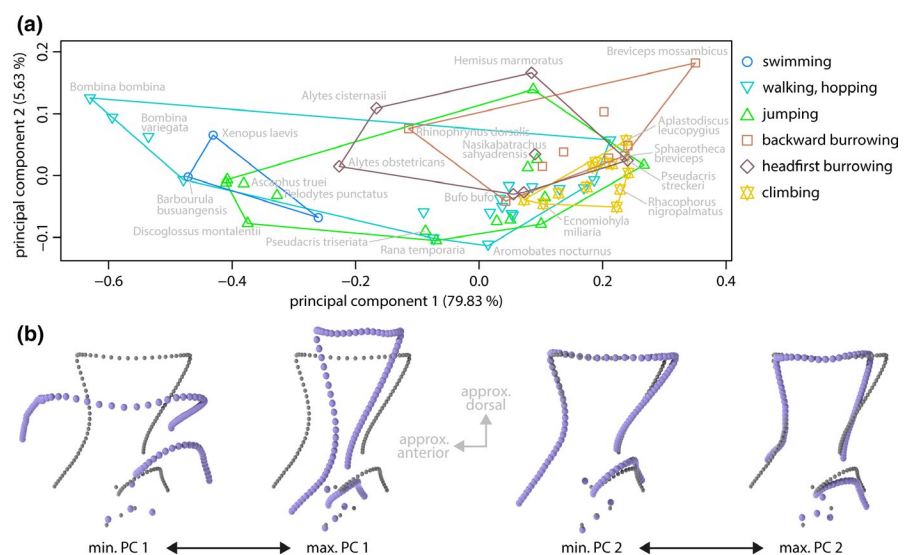 (a)
principal component 2 (5.63 %)
0.2
0.1
0.0
−0.1
Bombina bombina
Bombina
variegata
Xenopus laevis
Alytes cisternasii
Hemisus marmoratus
Breviceps mossambicus
Rhinophrynus dorsalis
Nasikabatrachus
sahyadrensis
Aplastodiscus
leucopygius
Sphaerotheca
breviceps
Alytes obstetricans
Ascaphus truei
Pelodytes punctatus
Barbourula
busuangensis
Bufo bufo
Pseudacris
streckeri
Rhacophorus
nigropalmatus
Ecnomiohyla
miliaria
Discoglossus montalentii
Pseudacris triseriata
Rana temporaria
Aromobates nocturnus
−0.6
−0.4
−0.2
0.0
0.2
0.4
principal component 1 (79.83 %)
swimming
walking, hopping
jumping
backward burrowing
headfirst burrowing
climbing
(b)
approx.
dorsal
approx.
anterior
min. PC 1
max. PC 1
min. PC 2
max. PC 2